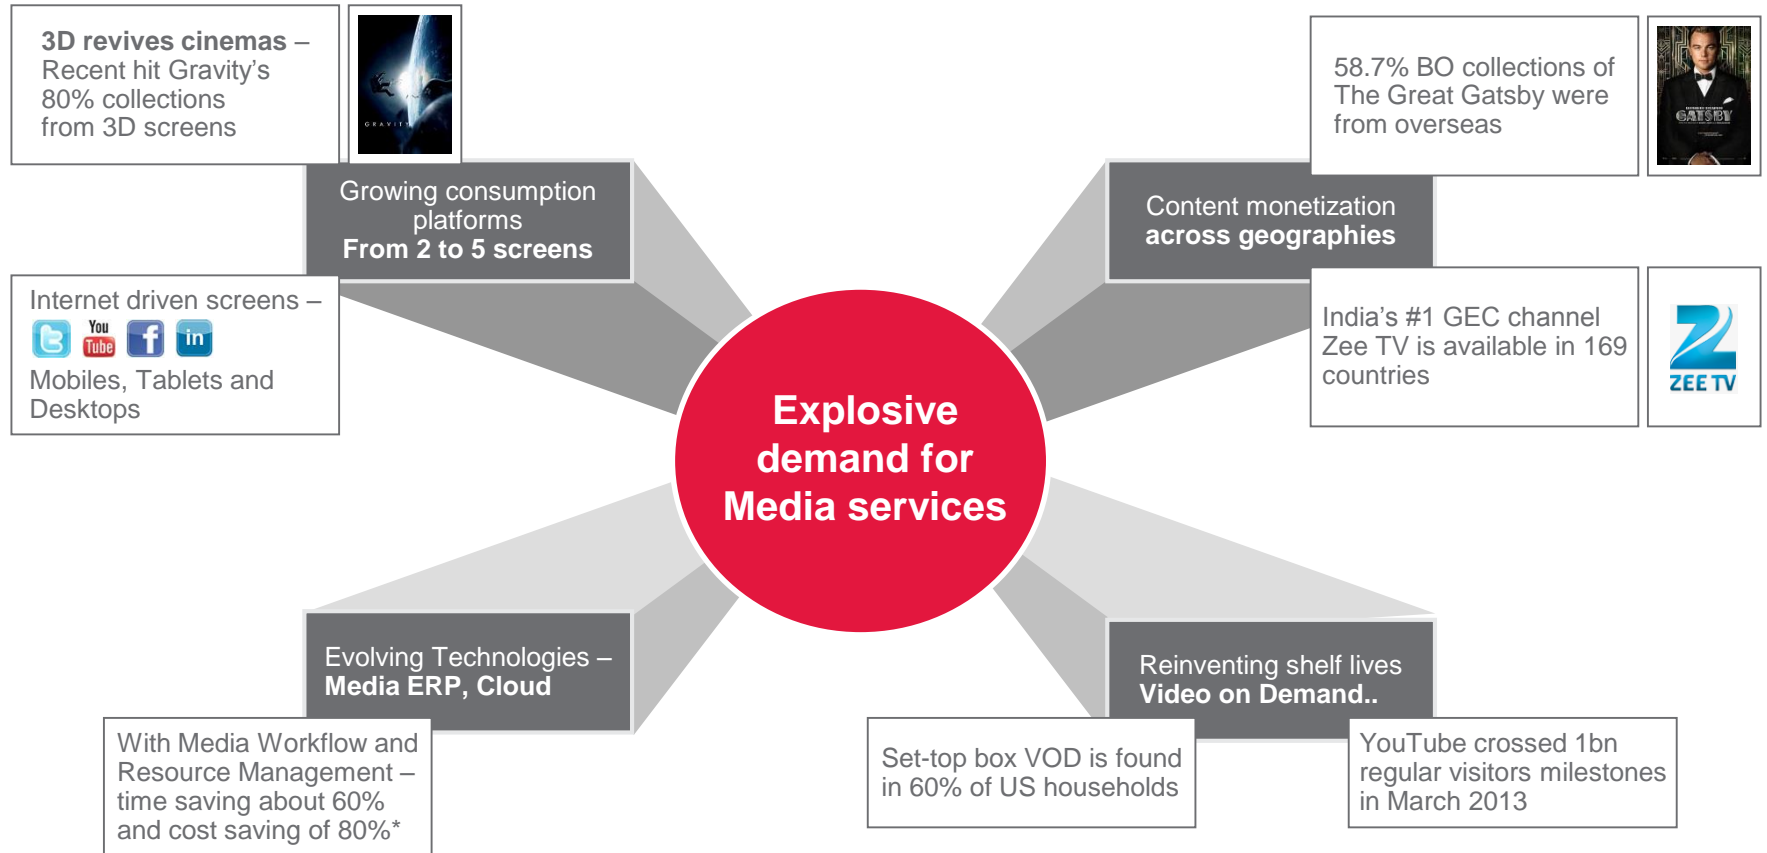 3D revives cinemas –
Recent hit Gravity's
80% collections
from 3D screens
GRAVITY
Growing consumption
platforms
From 2 to 5 screens
Internet driven screens –
You
Tube
in
Mobiles, Tablets and
Desktops
58.7% BO collections of
The Great Gatsby were
from overseas
GATSBY
Content monetization
across geographies
India's #1 GEC channel
Zee TV is available in 169
countries
ZEE TV
Explosive
demand for
Media services
Evolving Technologies –
Media ERP, Cloud
With Media Workflow and
Resource Management –
time saving about 60%
and cost saving of 80%*
Reinventing shelf lives
Video on Demand..
Set-top box VOD is found
in 60% of US households
YouTube crossed 1bn
regular visitors milestones
in March 2013